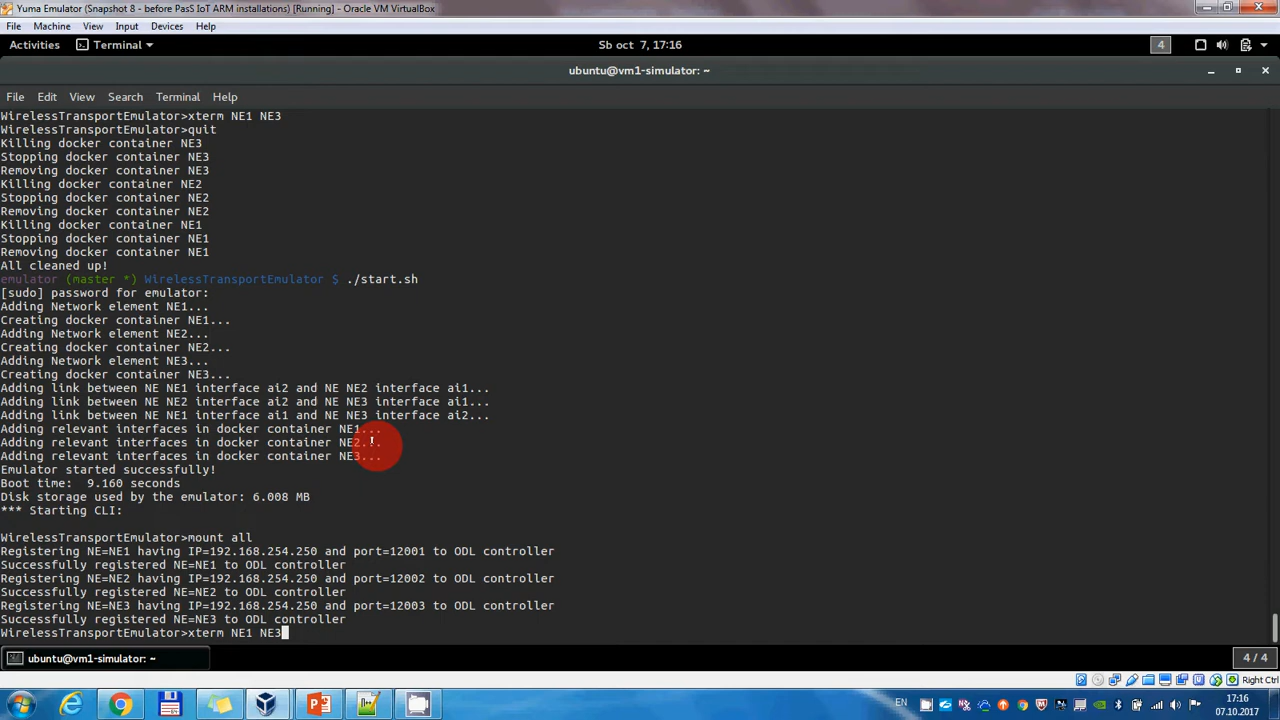 Yuma Emulator (Snapshot 8 - before PasS IoT ARM installations) [Running] - Oracle VM VirtualBox
File Machine View Input Devices Help
Activities Terminal Sb oct 7, 17:16 4
ubuntu@vm1-simulator: ~
File Edit View Search Terminal Help
WirelessTransportEmulator>xterm NE1 NE3
WirelessTransportEmulator>quit
Killing docker container NE3
Stopping docker container NE3
Removing docker container NE3
Killing docker container NE2
Stopping docker container NE2
Removing docker container NE2
Killing docker container NE1
Stopping docker container NE1
Removing docker container NE1
All cleaned up!
emulator (master *) WirelessTransportEmulator $ ./start.sh
[sudo] password for emulator:
Adding Network element NE1...
Creating docker container NE1...
Adding Network element NE2...
Creating docker container NE2...
Adding Network element NE3...
Creating docker container NE3...
Adding link between NE NE1 interface ai2 and NE NE2 interface ai1...
Adding link between NE NE2 interface ai2 and NE NE3 interface ai1...
Adding link between NE NE1 interface ai1 and NE NE3 interface ai2...
Adding relevant interfaces in docker container NE1...
Adding relevant interfaces in docker container NE2...
Adding relevant interfaces in docker container NE3...
Emulator started successfully!
Boot time:  9.160 seconds
Disk storage used by the emulator: 6.008 MB
*** Starting CLI:
WirelessTransportEmulator>mount all
Registering NE=NE1 having IP=192.168.254.250 and port=12001 to ODL controller
Successfully registered NE=NE1 to ODL controller
Registering NE=NE2 having IP=192.168.254.250 and port=12002 to ODL controller
Successfully registered NE=NE2 to ODL controller
Registering NE=NE3 having IP=192.168.254.250 and port=12003 to ODL controller
Successfully registered NE=NE3 to ODL controller
WirelessTransportEmulator>xterm NE1 NE3
ubuntu@vm1-simulator: ~ 4 / 4
Right Ctrl
EN 17:16
07.10.2017